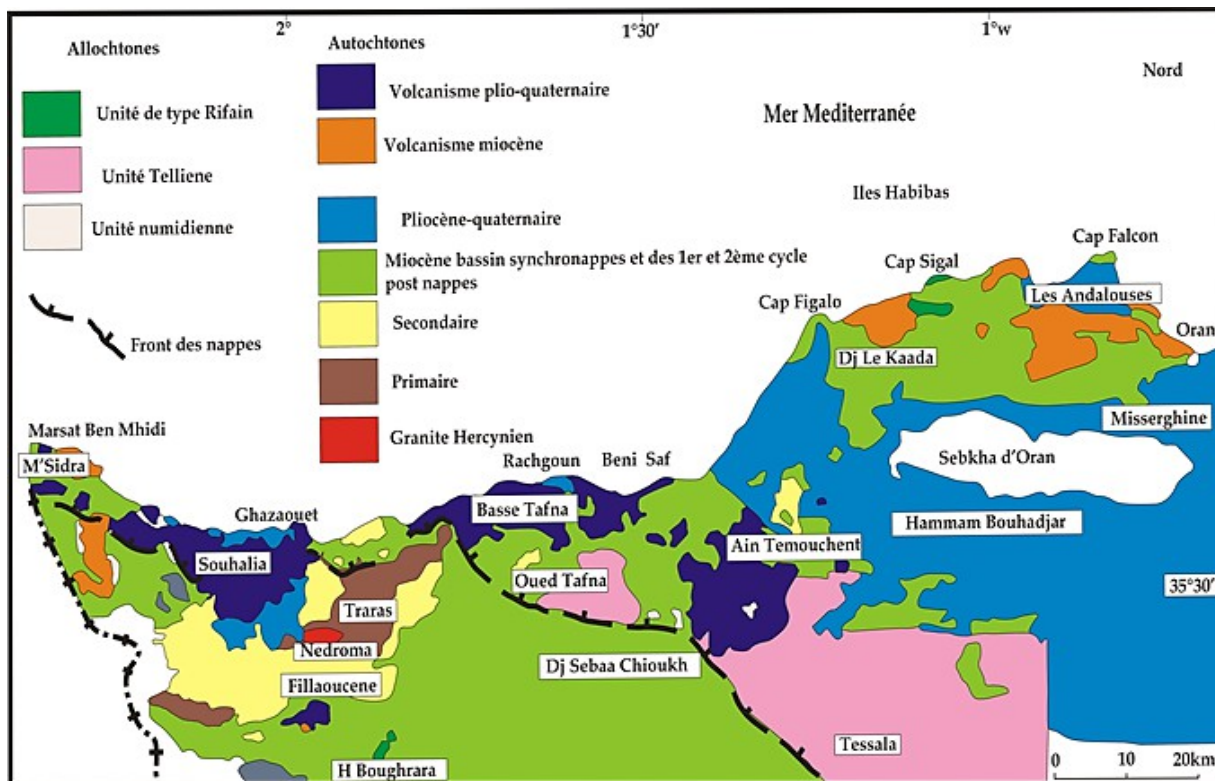 2°
1°30'
1°w
Allochtones
Autochtones
Nord
Unité de type Rifain
Unité Telliene
Unité numidienne
Front des nappes
Volcanisme plio-quaternaire
Volcanisme miocène
Pliocène-quaternaire
Miocène bassin synchronappes et des 1er et 2ème cycle
post nappes
Secondaire
Primaire
Granite Hercynien
Mer Mediterranée
Iles Habibas
Cap Falcon
Cap Sigal
Les Andalouses
Cap Figalo
Oran
Dj Le Kaada
Misserghine
Marsat Ben Mhidi
M'Sidra
Rachgoun
Beni Saf
Sebkha d'Oran
Ghazaouet
Basse Tafna
Hammam Bouhadjar
Souhalia
Ain Temouchent
Oued Tafna
35°30'
Traras
Nedroma
Dj Sebaa Chioukh
Fillaoucene
Tessala
H Boughrara
0 10 20km